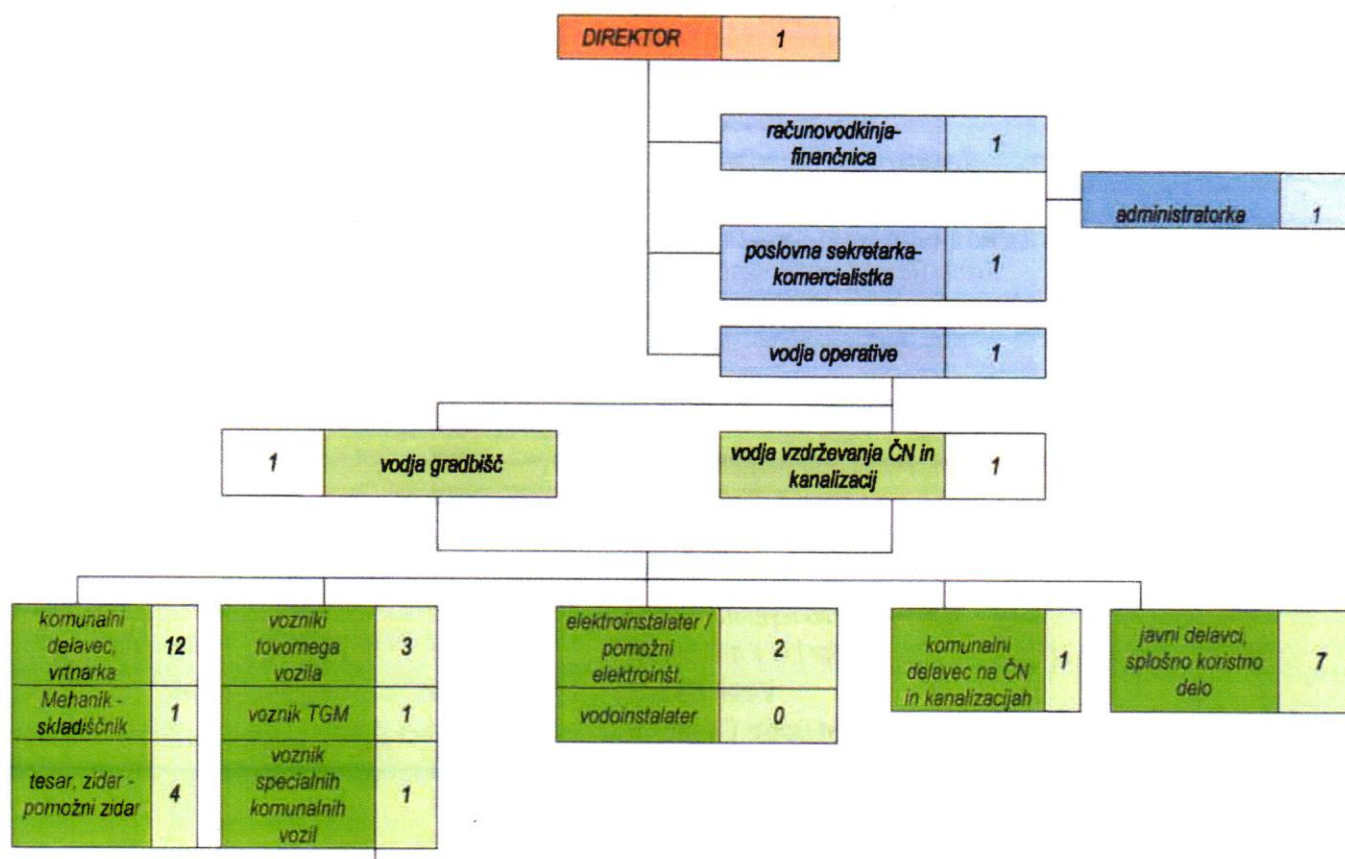 DIREKTOR 1
računovodkinja-
finančnica 1
administratorka 1
poslovna sekretarka-
komercialistka 1
vodja operative 1
1 vodja gradbišč
vodja vzdrževanja ČN in
kanalizacij 1
komunalni
delavec,
vrtnarka 12
Mehanik -
skladiščnik 1
tesar, zidar -
pomožni zidar 4
vozniki
tovornega
vozila 3
voznik TGM 1
voznik
specialnih
komunalnih
vozil 1
elektroinstalater /
pomožni
elektroinšt. 2
vodoinstalater 0
komunalni
delavec na ČN
in kanalizacijah 1
javni delavci,
splošno koristno
delo 7